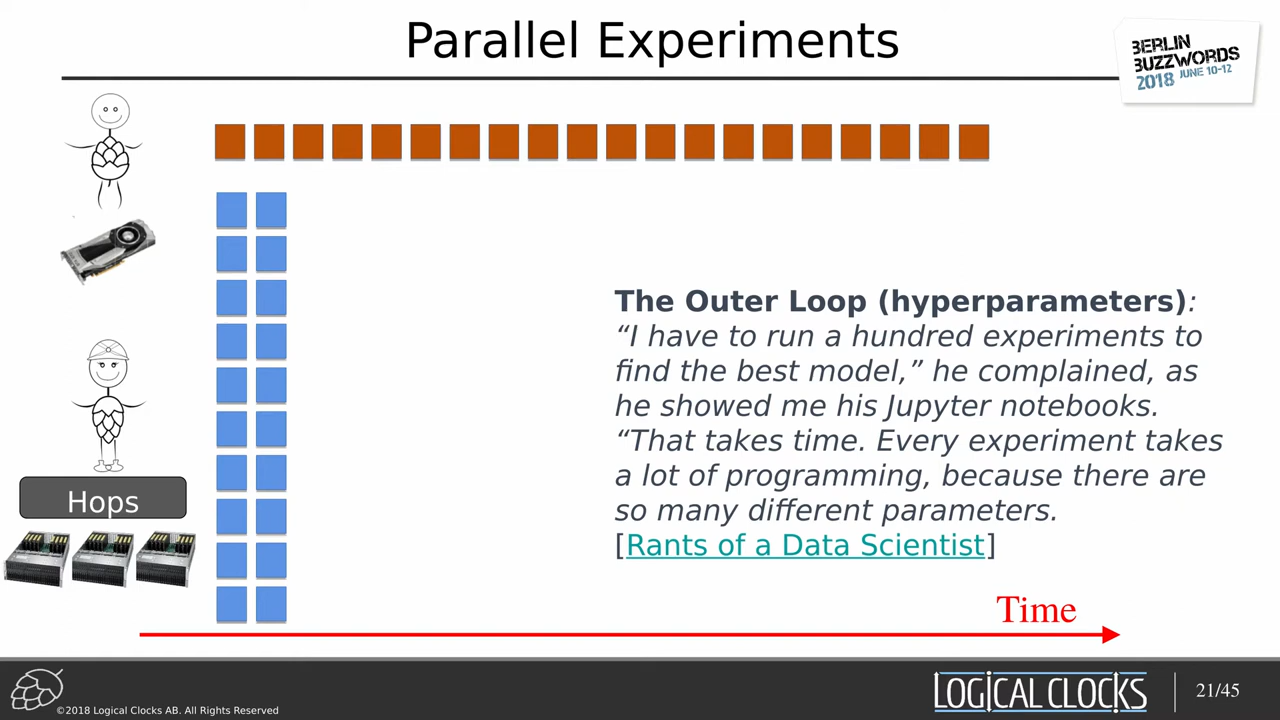 Parallel Experiments
BERLIN
BUZZWORDS
2018 JUNE 10-12
The Outer Loop (hyperparameters):
“I have to run a hundred experiments to
find the best model,” he complained, as
he showed me his Jupyter notebooks.
“That takes time. Every experiment takes
a lot of programming, because there are
so many different parameters.
[Rants of a Data Scientist]
Hops
Time
©2018 Logical Clocks AB. All Rights Reserved
LOGICAL CLOCKS
21/45